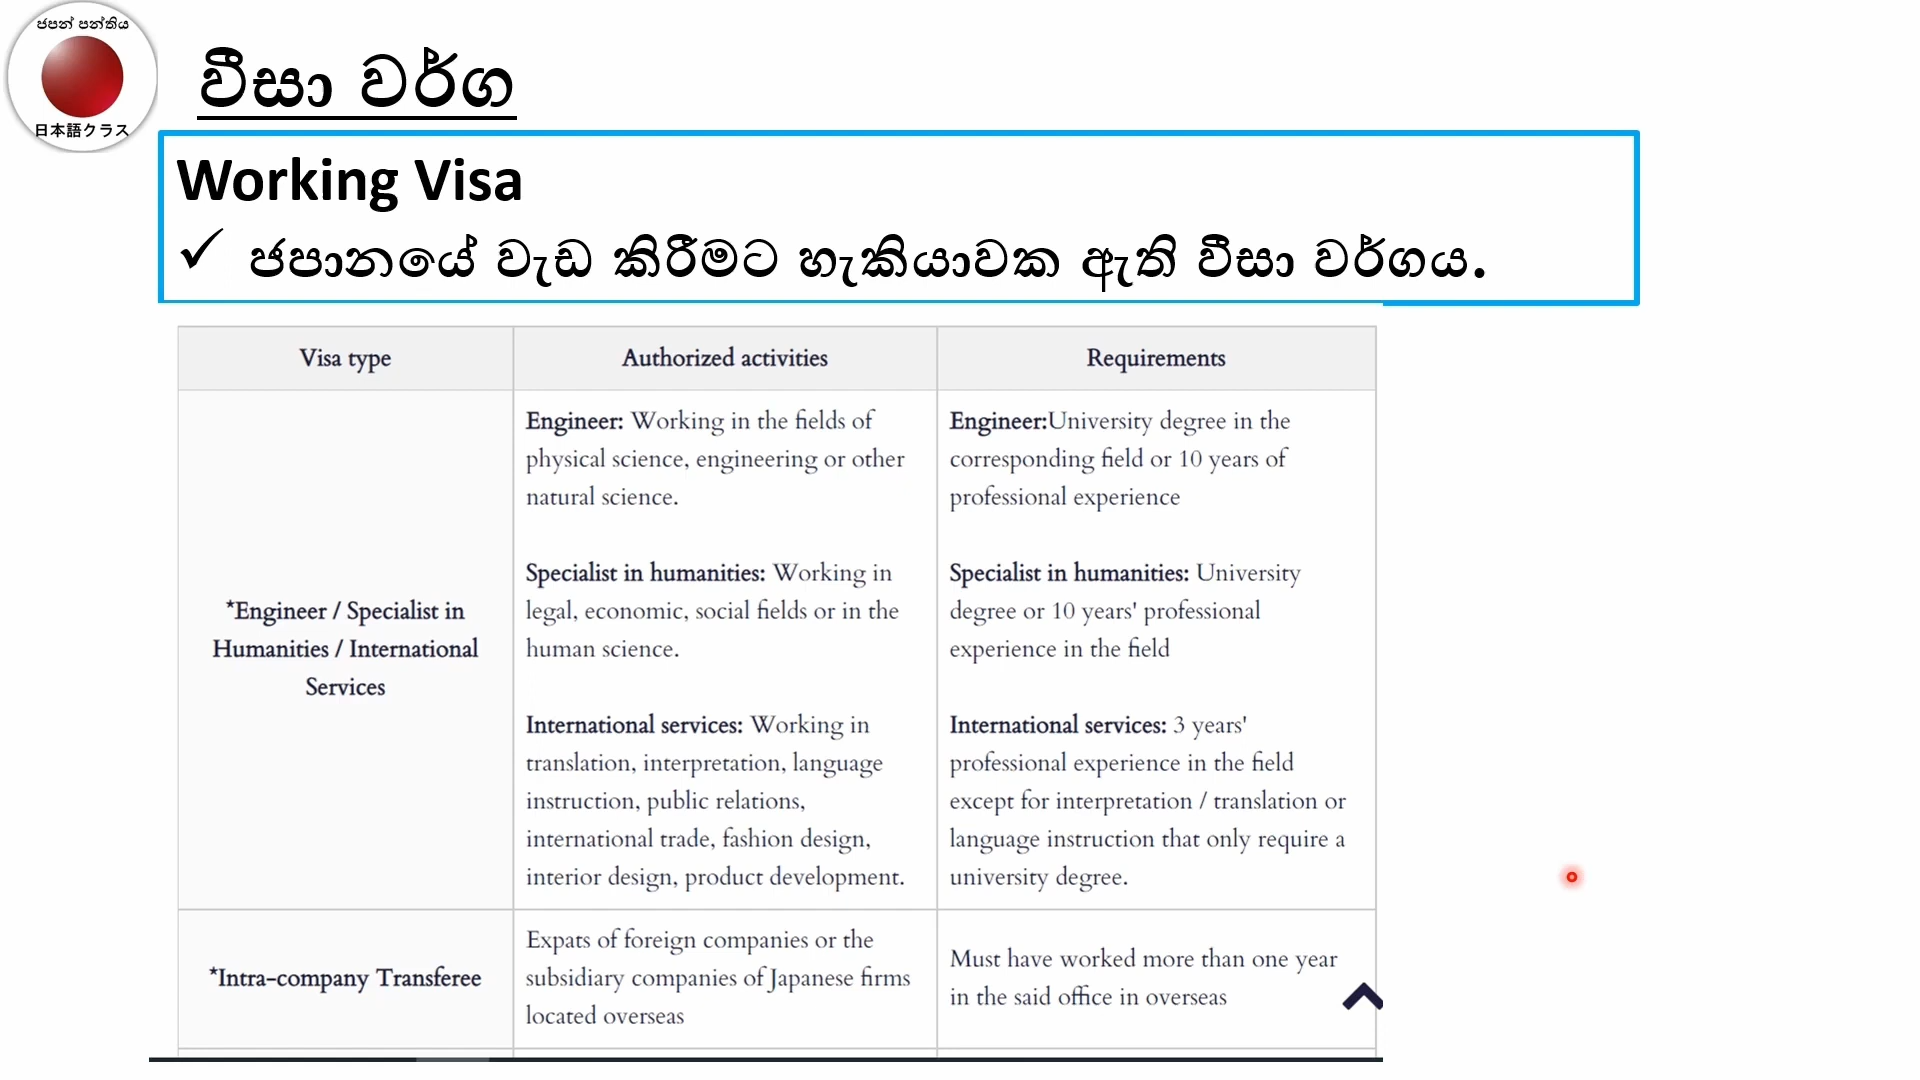 ජපන් පන්තිය
日本語クラス
වීසා වර්ග
Working Visa
✓ ජපානයේ වැඩ කිරීමට හැකියාවක ඇති වීසා වර්ගය.
Visa type
Authorized activities
Requirements
*Engineer / Specialist in
Humanities / International
Services
Engineer: Working in the fields of
physical science, engineering or other
natural science.
Specialist in humanities: Working in
legal, economic, social fields or in the
human science.
International services: Working in
translation, interpretation, language
instruction, public relations,
international trade, fashion design,
interior design, product development.
Engineer:University degree in the
corresponding field or 10 years of
professional experience
Specialist in humanities: University
degree or 10 years' professional
experience in the field
International services: 3 years'
professional experience in the field
except for interpretation / translation or
language instruction that only require a
university degree.
*Intra-company Transferee
Expats of foreign companies or the
subsidiary companies of Japanese firms
located overseas
Must have worked more than one year
in the said office in overseas